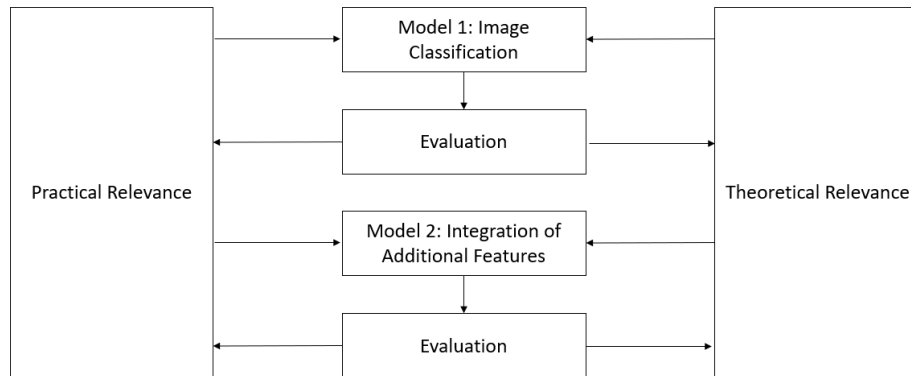 Model 1: Image
Classification
Evaluation
Practical Relevance
Theoretical Relevance
Model 2: Integration of
Additional Features
Evaluation